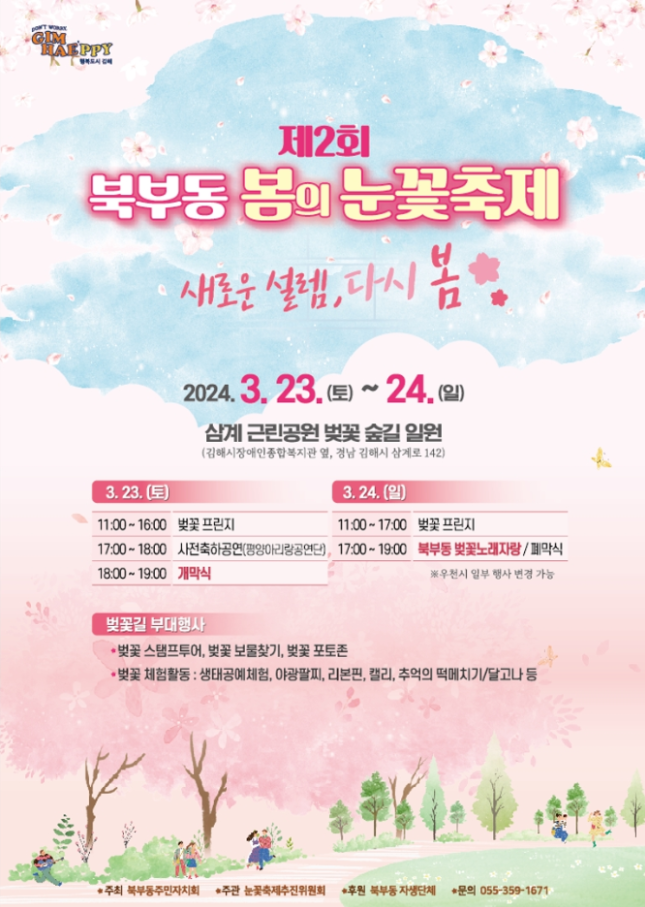 DON'T WORRY
GIM
HAE PPY
행복도시 김해
제2회
북부동 봄의 눈꽃축제
새로운 설렘, 다시 봄
2024. 3. 23. (토) ~ 24. (일)
삼계 근린공원 벚꽃 숲길 일원
(김해시장애인종합복지관 옆, 경남 김해시 삼계로 142)
3. 23. (토)
11:00 ~ 16:00 벚꽃 프린지
17:00 ~ 18:00 사전축하공연(평양아리랑공연단)
18:00 ~ 19:00 개막식
3. 24. (일)
11:00 ~ 17:00 벚꽃 프린지
17:00 ~ 19:00 북부동 벚꽃노래자랑 / 폐막식
※우천시 일부 행사 변경 가능
벚꽃길 부대행사
•벚꽃 스탬프투어, 벚꽃 보물찾기, 벚꽃 포토존
•벚꽃 체험활동 : 생태공예체험, 야광팔찌, 리본핀, 캘리, 추억의 떡메치기/달고나 등
•주최 북부동주민자치회 •주관 눈꽃축제추진위원회 •후원 북부동 자생단체 •문의 055-359-1671